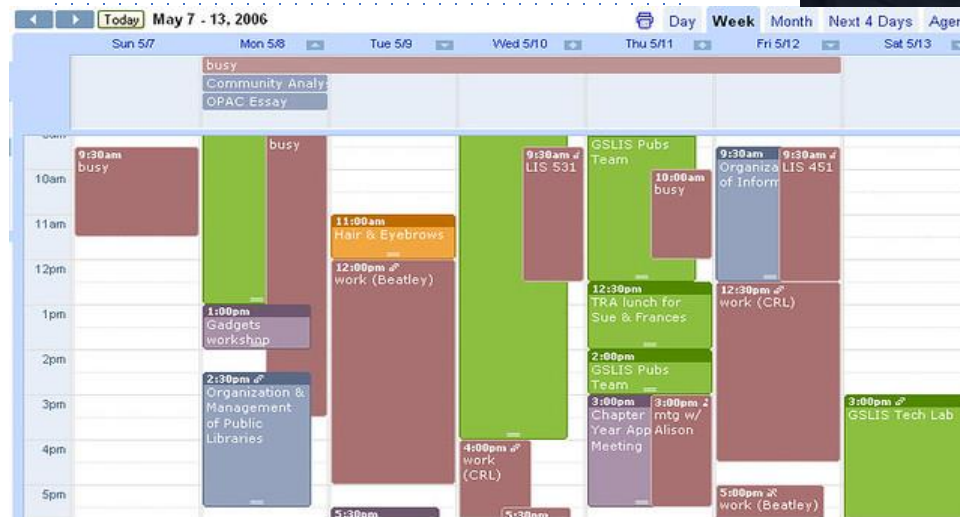 Today May 7 - 13, 2006
Day Week Month Next 4 Days
Sun 5/7
Mon 5/8
Tue 5/9
Wed 5/10
Thu 5/11
Fri 5/12
Sat 5/13
busy
Community Analy
OPAC Essay
10am
11am
12pm
1pm
2pm
3pm
4pm
5pm
9:30am
busy
busy
1:00pm
Gadgets
workshop
2:30pm
Organization &
Management
of Public
Libraries
11:00am
Hair & Eyebrows
12:00pm
work (Beatley)
5:30pm
9:30am
LIS 531
4:00pm
work
(CRL)
5:30pm
GSLIS Pubs
Team
10:00am
busy
12:30pm
TRA lunch for
Sue & Frances
2:00pm
GSLIS Pubs
Team
3:00pm
Chapter
Year App
Meeting
3:00pm
mtg w/
Alison
9:30am
Organiza
of Inform
9:30am
LIS 451
12:30pm
work (CRL)
5:00pm
work (Beatley)
3:00pm
GSLIS Tech Lab